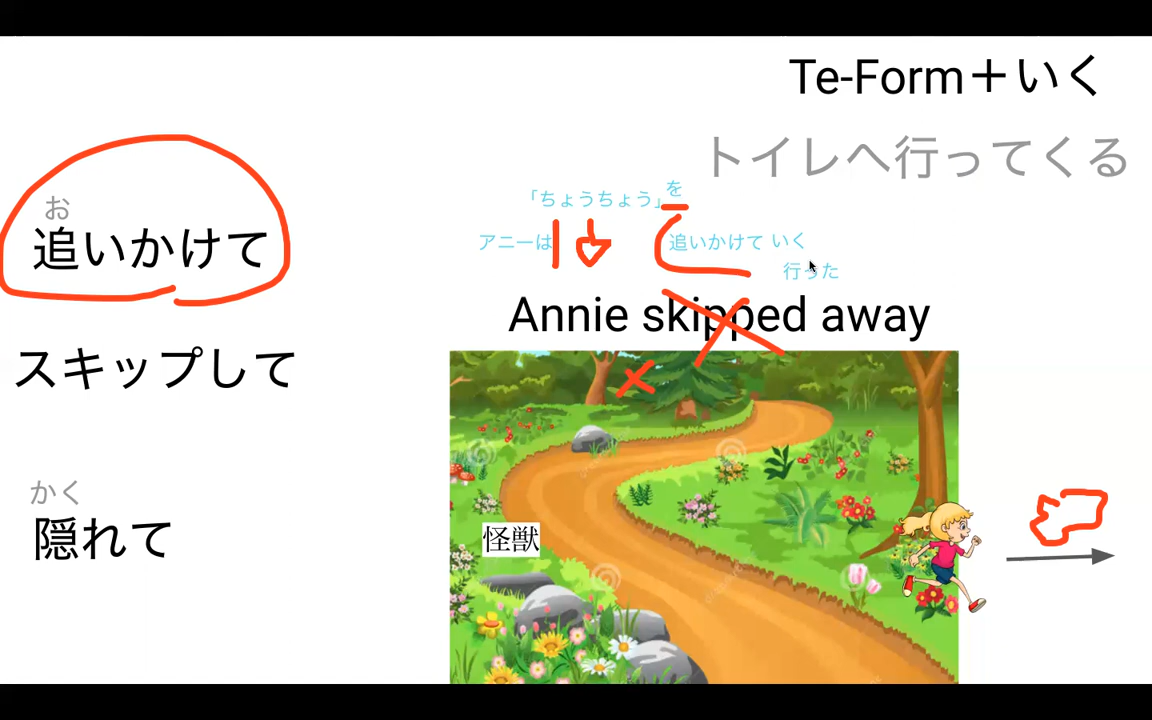 Te-Form＋いく
トイレへ行ってくる
お
追いかけて
スキップして
かく
隠れて
「ちょうちょう」を
アニーは
追いかけて いく
行った
Annie skipped away
怪獣